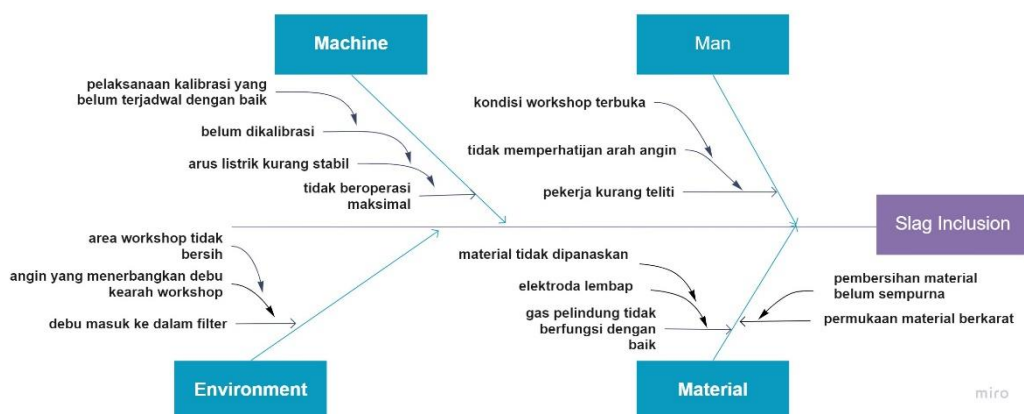 Machine
Man
pelaksanaan kalibrasi yang
belum terjadwal dengan baik
belum dikalibrasi
arus listrik kurang stabil
tidak beroperasi
maksimal
kondisi workshop terbuka
tidak memperhatijan arah angin
pekerja kurang teliti
Slag Inclusion
area workshop tidak
bersih
angin yang menerbangkan debu
kearah workshop
debu masuk ke dalam filter
material tidak dipanaskan
elektroda lembap
gas pelindung tidak
berfungsi dengan
baik
pembersihan material
belum sempurna
permukaan material berkarat
Environment
Material
miro